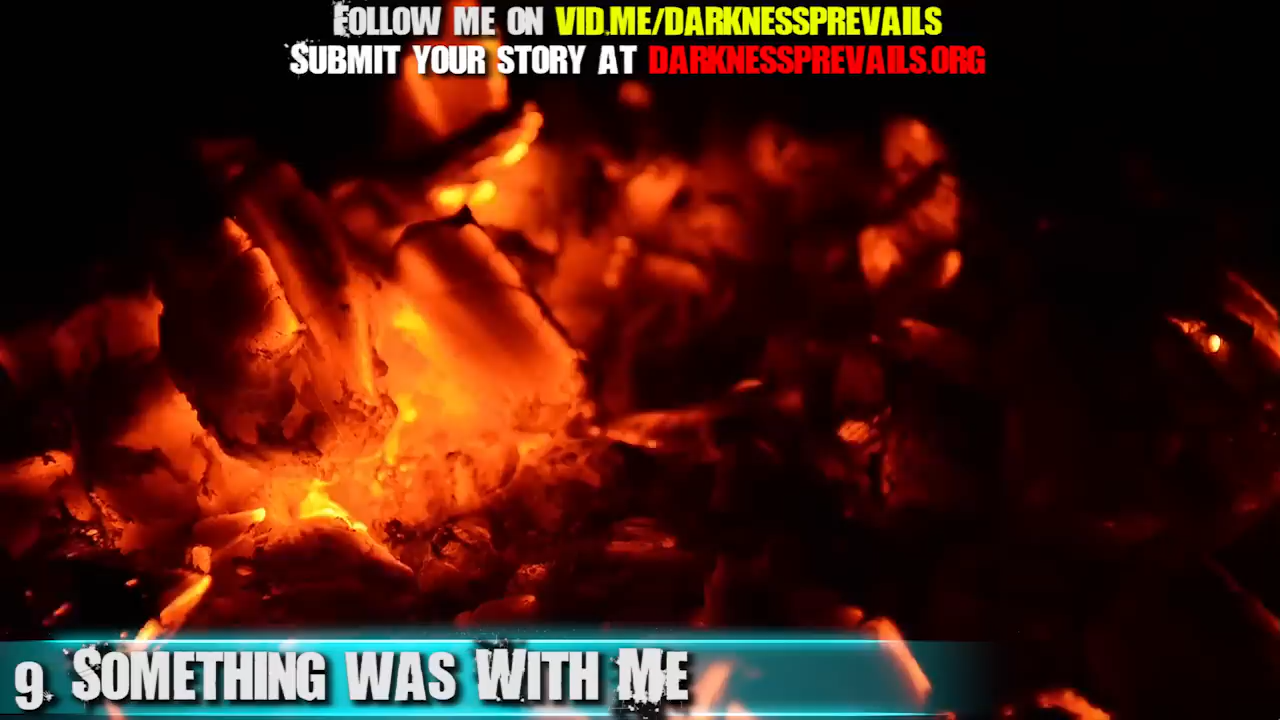 Follow me on vid.me/DarknessPrevails
Submit your story at DarknessPrevails.org
9. Something was With Me